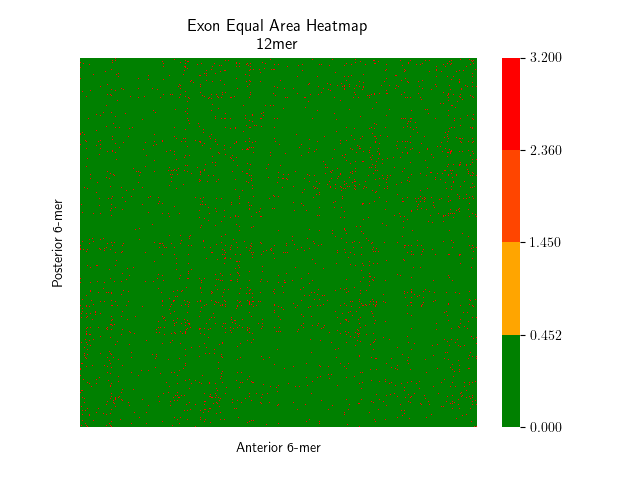 Exon Equal Area Heatmap
12mer
3.200
2.360
1.450
0.452
0.000
Posterior 6-mer
Anterior 6-mer